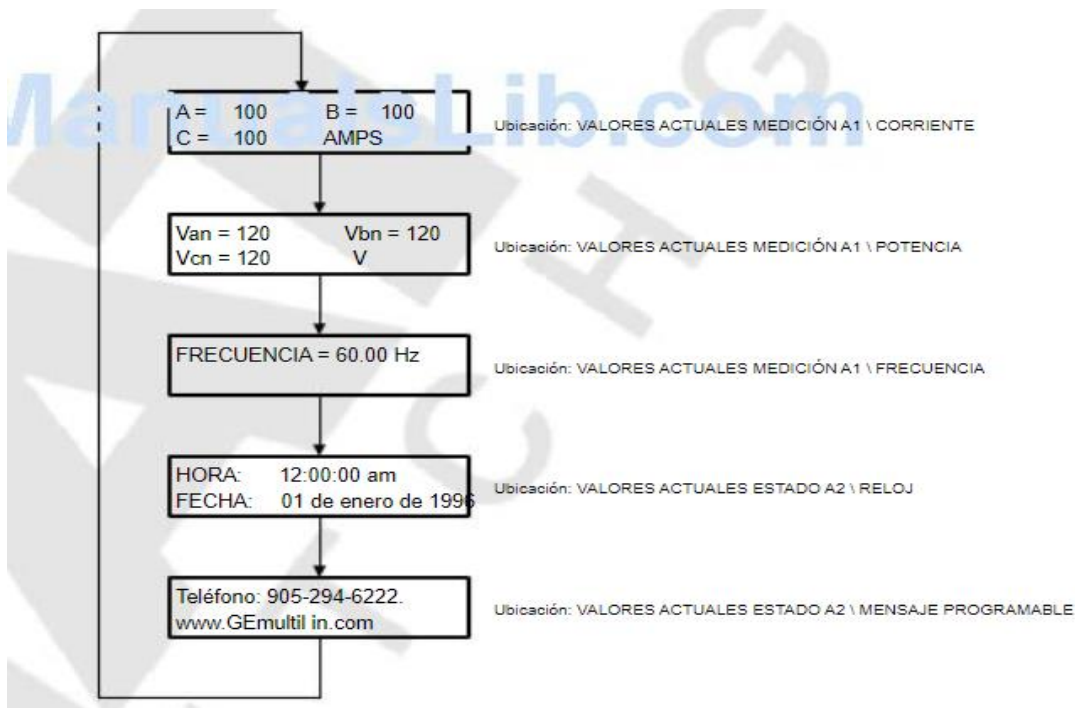 ManualsLib.com
A = 100 B = 100
C = 100 AMPS
Ubicación: VALORES ACTUALES MEDICIÓN A1 \ CORRIENTE
Van = 120 Vbn = 120
Vcn = 120 V
Ubicación: VALORES ACTUALES MEDICIÓN A1 \ POTENCIA
FRECUENCIA = 60.00 Hz
Ubicación: VALORES ACTUALES MEDICIÓN A1 \ FRECUENCIA
HORA: 12:00:00 am
FECHA: 01 de enero de 1996
Ubicación: VALORES ACTUALES ESTADO A2 \ RELOJ
Teléfono: 905-294-6222.
www.GEmultil in.com
Ubicación: VALORES ACTUALES ESTADO A2 \ MENSAJE PROGRAMABLE